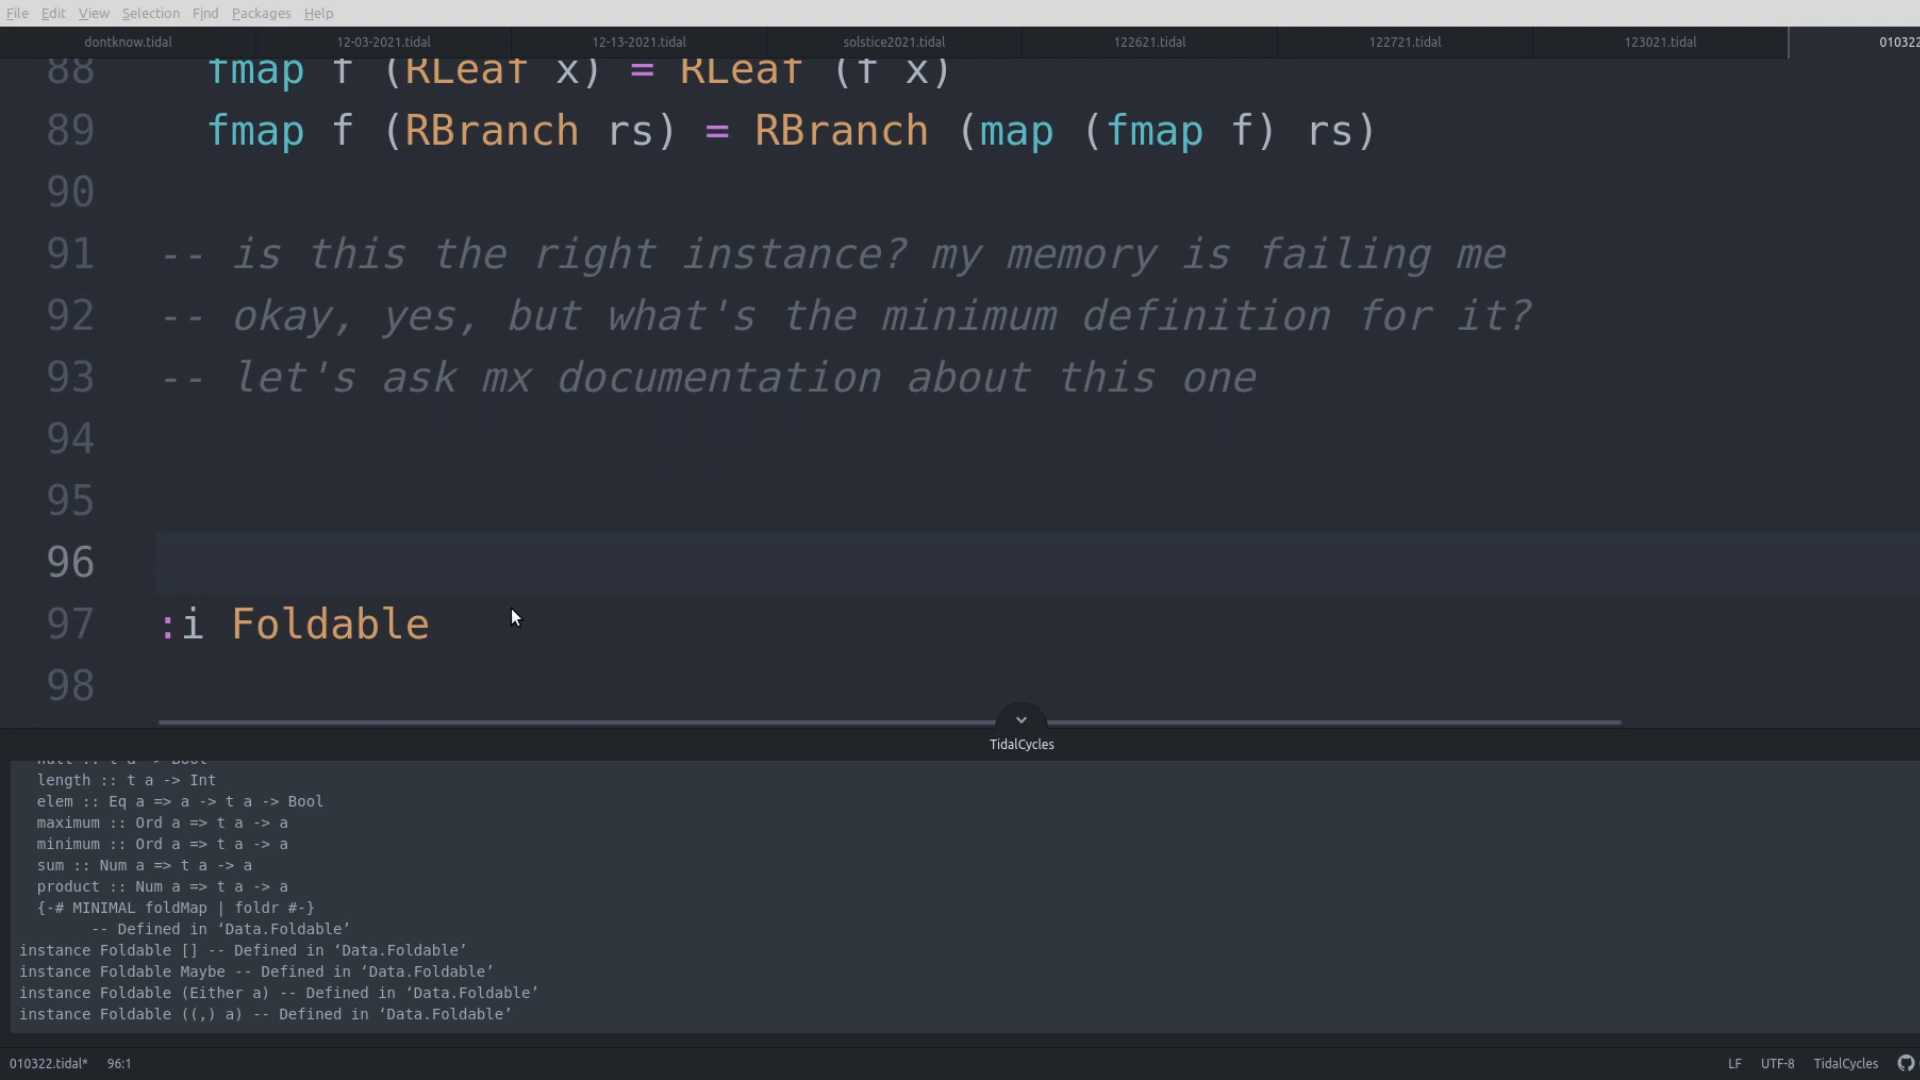 File Edit View Selection Find Packages Help
dontknow.tidal 12-03-2021.tidal 12-13-2021.tidal solstice2021.tidal 122621.tidal 122721.tidal 123021.tidal 010322
88 fmap f (RLeaf x) = RLeaf (f x)
89 fmap f (RBranch rs) = RBranch (map (fmap f) rs)
90
91 -- is this the right instance? my memory is failing me
92 -- okay, yes, but what's the minimum definition for it?
93 -- let's ask mx documentation about this one
94
95
96
97 :i Foldable
98
TidalCycles
null :: t a -> Bool
length :: t a -> Int
elem :: Eq a => a -> t a -> Bool
maximum :: Ord a => t a -> a
minimum :: Ord a => t a -> a
sum :: Num a => t a -> a
product :: Num a => t a -> a
{-# MINIMAL foldMap | foldr #-}
-- Defined in ‘Data.Foldable’
instance Foldable [] -- Defined in ‘Data.Foldable’
instance Foldable Maybe -- Defined in ‘Data.Foldable’
instance Foldable (Either a) -- Defined in ‘Data.Foldable’
instance Foldable ((,) a) -- Defined in ‘Data.Foldable’
010322.tidal* 96:1 LF UTF-8 TidalCycles